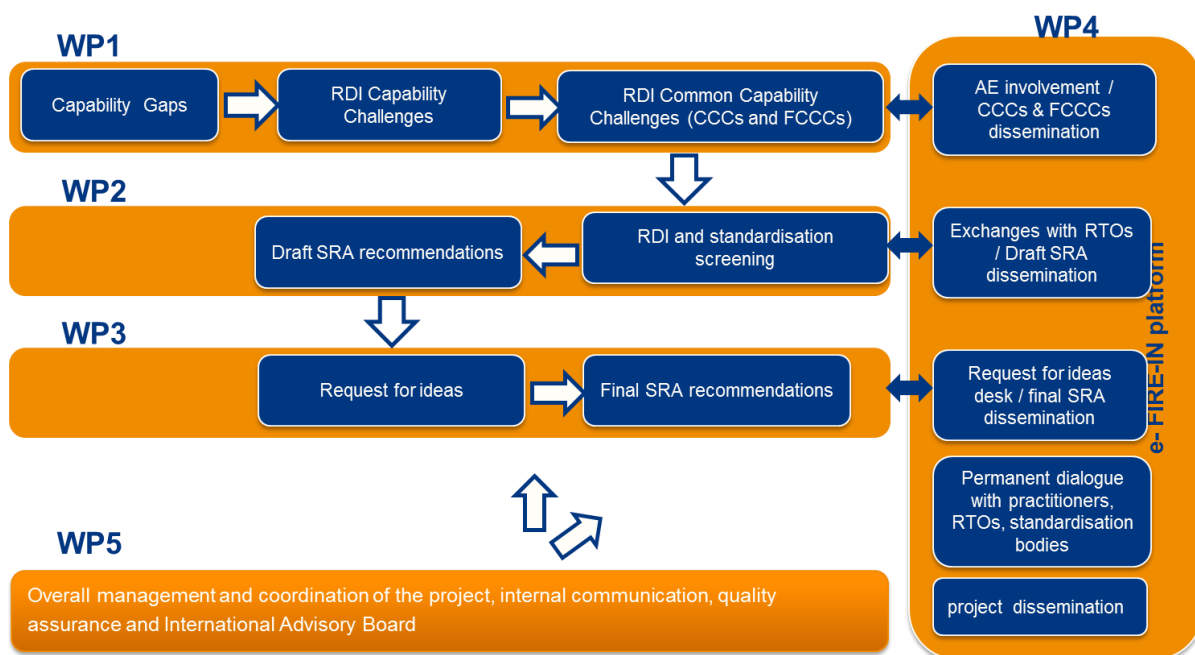 WP1
Capability Gaps
RDI Capability
Challenges
RDI Common Capability
Challenges (CCCs and FCCCs)
WP4
AE involvement /
CCCs & FCCCs
dissemination
WP2
Draft SRA recommendations
RDI and standardisation
screening
Exchanges with RTOs
/ Draft SRA
dissemination
WP3
Request for ideas
Final SRA recommendations
Request for ideas
desk / final SRA
dissemination
e- FIRE-IN platform
Permanent dialogue
with practitioners,
RTOs, standardisation
bodies
project dissemination
WP5
Overall management and coordination of the project, internal communication, quality
assurance and International Advisory Board